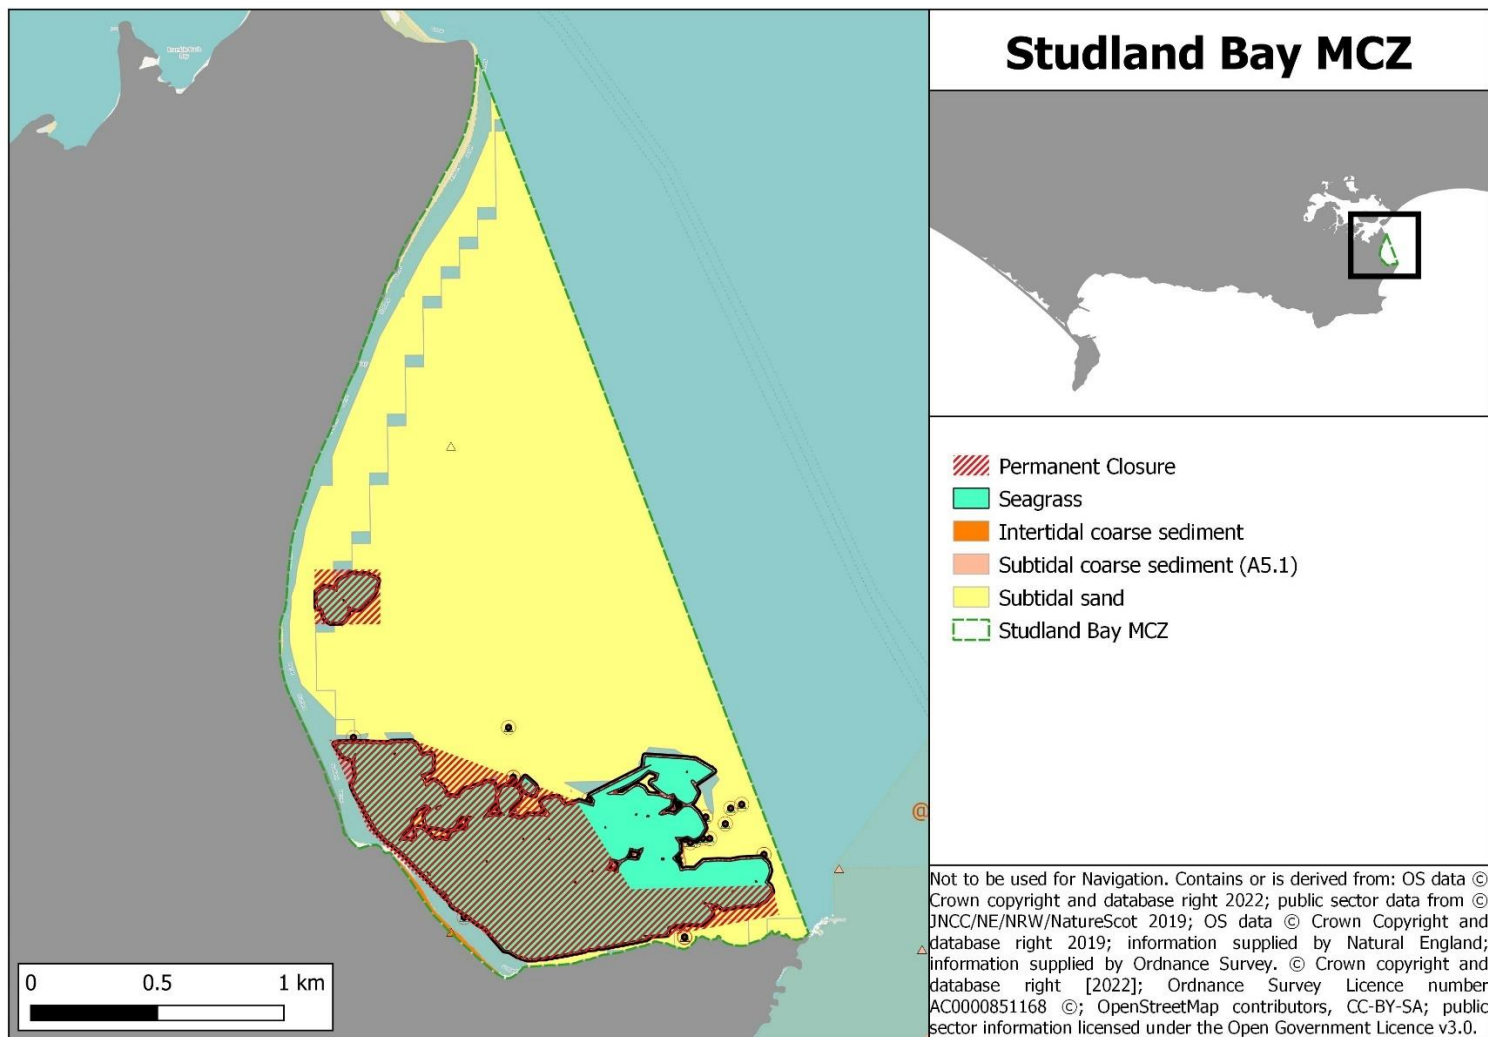 Studland Bay MCZ
Permanent Closure
Seagrass
Intertidal coarse sediment
Subtidal coarse sediment (A5.1)
Subtidal sand
Studland Bay MCZ
@
0 0.5 1 km
Not to be used for Navigation. Contains or is derived from: OS data ©
Crown copyright and database right 2022; public sector data from ©
JNCC/NE/NRW/NatureScot 2019; OS data © Crown Copyright and
database right 2019; information supplied by Natural England;
information supplied by Ordnance Survey. © Crown copyright and
database right [2022]; Ordnance Survey Licence number
AC0000851168 ©; OpenStreetMap contributors, CC-BY-SA; public
sector information licensed under the Open Government Licence v3.0.